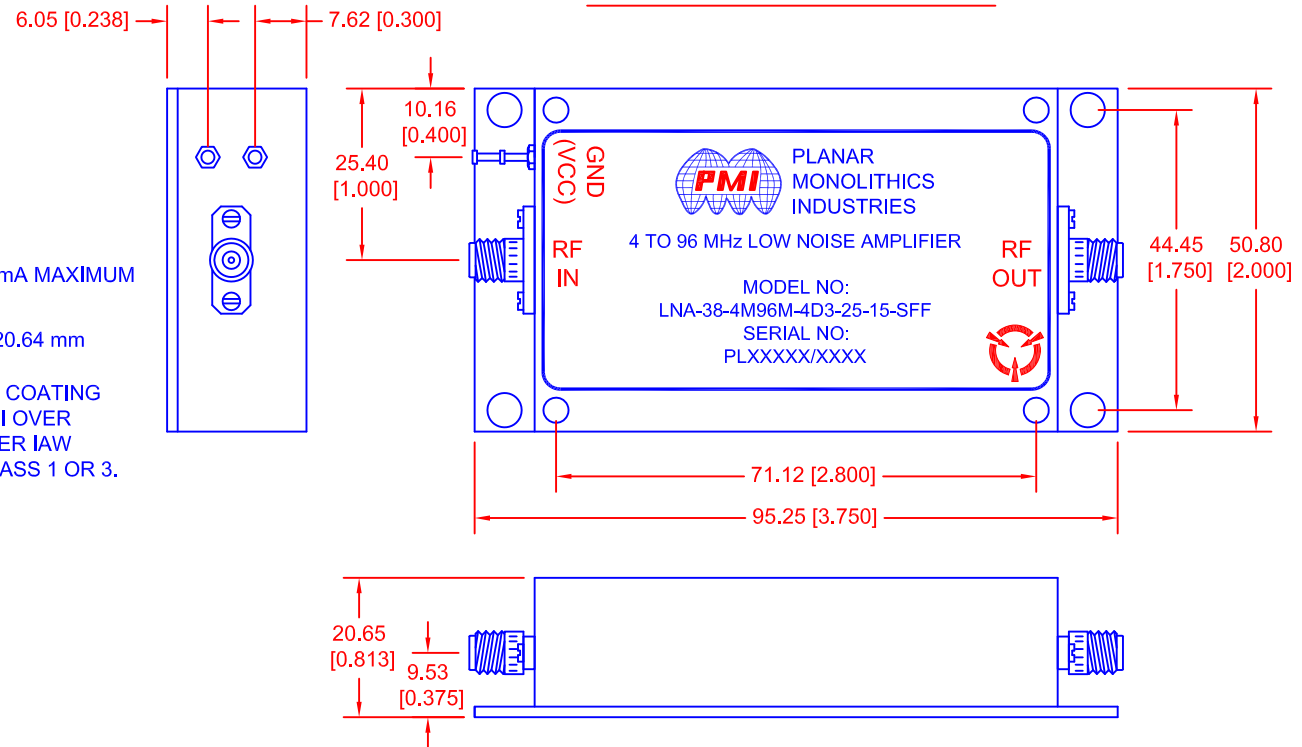 6.05 [0.238]
7.62 [0.300]
10.16
[0.400]
25.40
[1.000]
GND
(VCC)
PMI
PLANAR
MONOLITHICS
INDUSTRIES
4 TO 96 MHz LOW NOISE AMPLIFIER
RF
IN
RF
OUT
MODEL NO:
LNA-38-4M96M-4D3-25-15-SFF
SERIAL NO:
PLXXXXX/XXXX
44.45
[1.750]
50.80
[2.000]
mA MAXIMUM
20.64 mm
COATING
I OVER
ER IAW
ASS 1 OR 3.
71.12 [2.800]
95.25 [3.750]
20.65
[0.813]
9.53
[0.375]